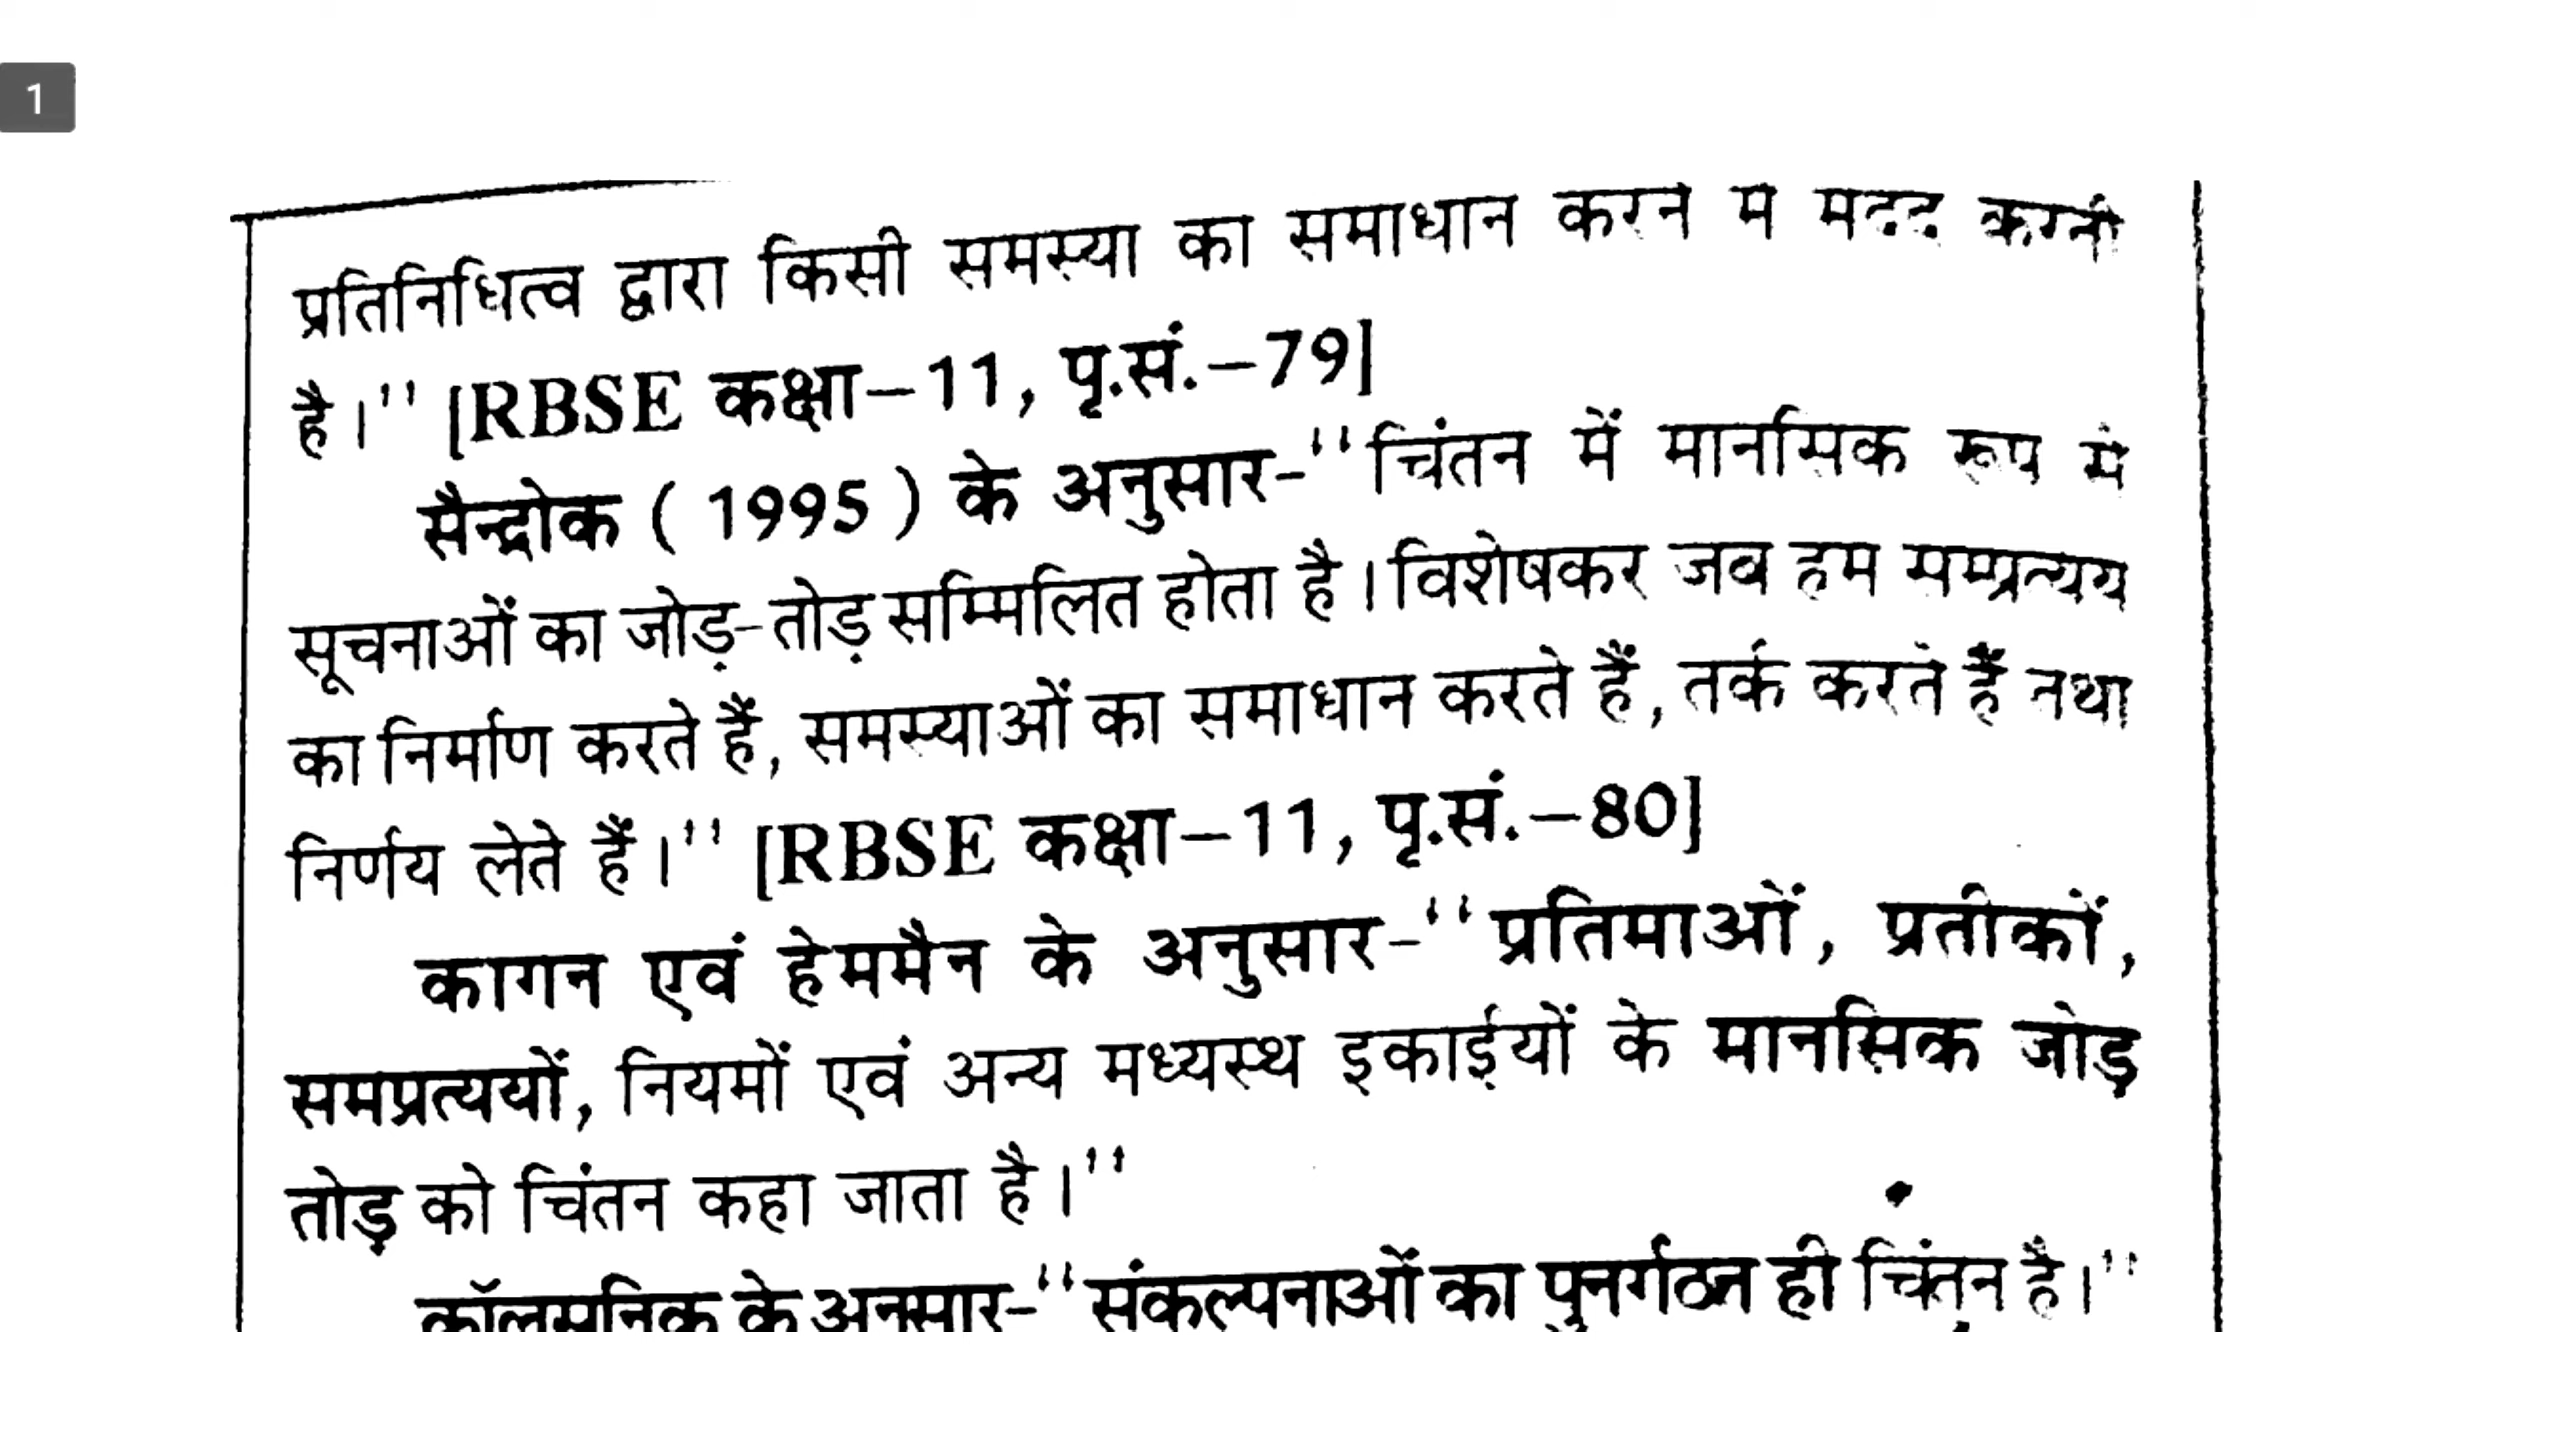 1
प्रतिनिधित्व द्वारा किसी समस्या का समाधान करने में मदद करती
है।'' [RBSE कक्षा–11, पृ.सं.–79]
सैन्द्रोक ( 1995 ) के अनुसार–''चिंतन में मानसिक रूप से
सूचनाओं का जोड़-तोड़ सम्मिलित होता है। विशेषकर जब हम सम्प्रत्यय
का निर्माण करते हैं, समस्याओं का समाधान करते हैं, तर्क करते हैं तथा
निर्णय लेते हैं।'' [RBSE कक्षा–11, पृ.सं.–80]
कागन एवं हेममैन के अनुसार–''प्रतिमाओं, प्रतीकों,
समप्रत्ययों, नियमों एवं अन्य मध्यस्थ इकाईयों के मानसिक जोड़
तोड़ को चिंतन कहा जाता है।''
कॉलसनिक के अनुसार–''संकल्पनाओं का पुनर्गठन ही चिंतन है।''